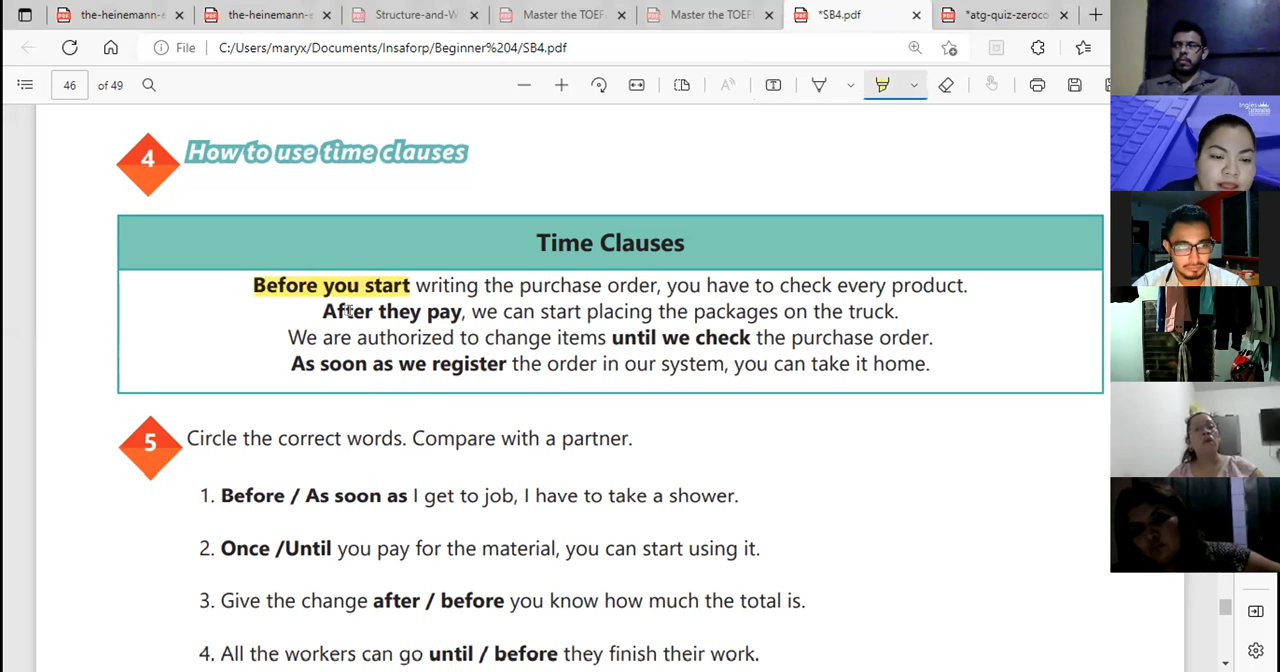 the-heinemann-e
the-heinemann-e
Structure-and-W
Master the TOEF
Master the TOEFL
*SB4.pdf
*atg-quiz-zeroco
File
C:/Users/maryx/Documents/Insaforp/Beginner%204/SB4.pdf
46 of 49
4 How to use time clauses
Time Clauses
Before you start writing the purchase order, you have to check every product.
After they pay, we can start placing the packages on the truck.
We are authorized to change items until we check the purchase order.
As soon as we register the order in our system, you can take it home.
5 Circle the correct words. Compare with a partner.
1. Before / As soon as I get to job, I have to take a shower.
2. Once /Until you pay for the material, you can start using it.
3. Give the change after / before you know how much the total is.
4. All the workers can go until / before they finish their work.
Inglés